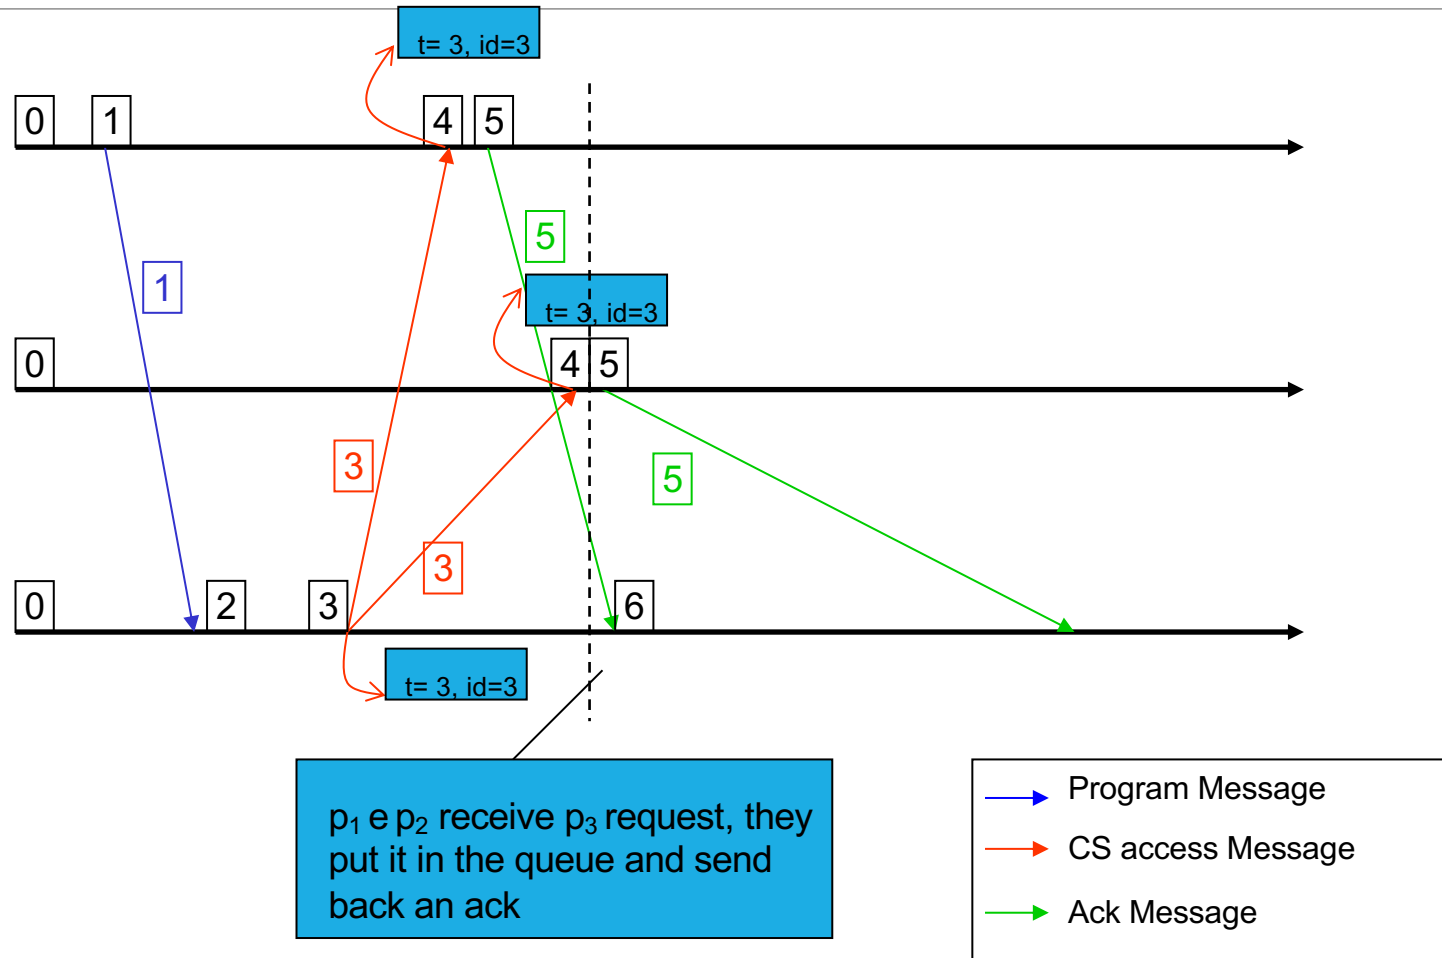 t= 3, id=3
0 1 4 5
5
1
t= 3, id=3
0 4 5
3
5
3
0 2 3 6
t= 3, id=3
p₁ e p₂ receive p₃ request, they
put it in the queue and send
back an ack
Program Message
CS access Message
Ack Message